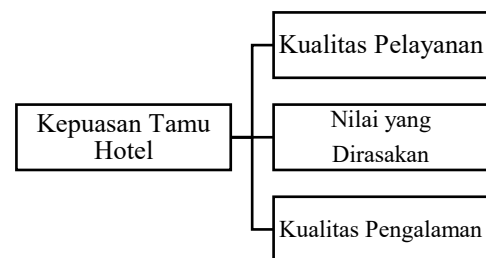 Kualitas Pelayanan
Kepuasan Tamu
Hotel
Nilai yang
Dirasakan
Kualitas Pengalaman